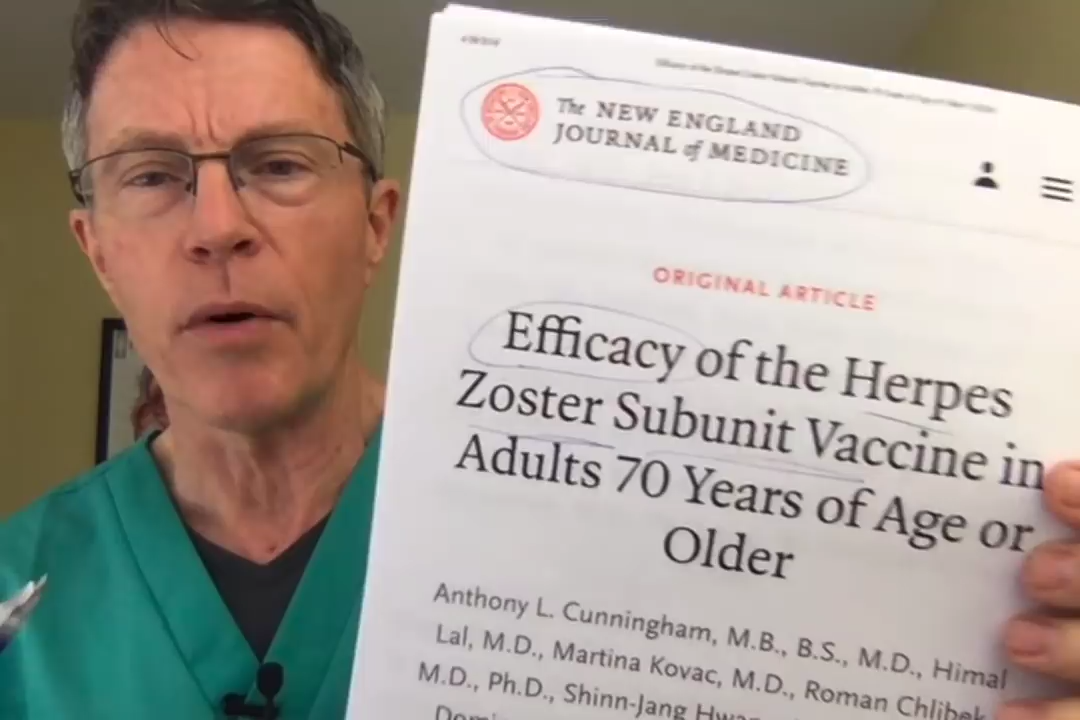 The NEW ENGLAND
JOURNAL of MEDICINE
ORIGINAL ARTICLE
Efficacy of the Herpes
Zoster Subunit Vaccine in
Adults 70 Years of Age or
Older
Anthony L. Cunningham, M.B., B.S., M.D., Himal
Lal, M.D., Martina Kovac, M.D., Roman Chlibek
M.D., Ph.D., Shinn-Jang